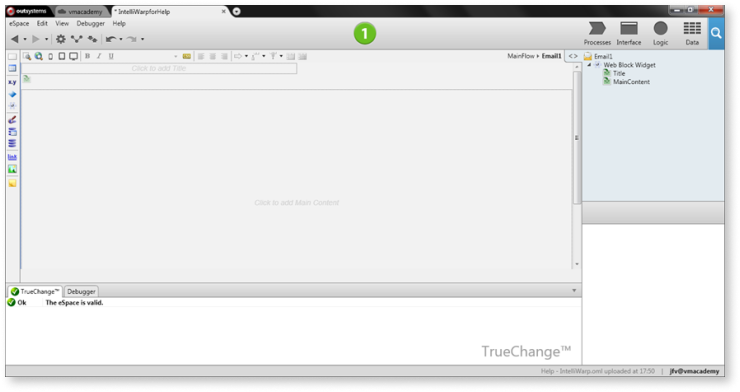 outsystems vmacademy * IntelliWarpforHelp
eSpace Edit View Debugger Help
1
Processes Interface Logic Data
B I U
MainFlow Email1 <>
Click to add Title
x.y
Click to add Main Content
Link
Email1
Web Block Widget
Title
MainContent
TrueChange™ Debugger
Ok The eSpace is valid.
TrueChange™
Help - IntelliWarp.oml uploaded at 17:50 | jfv@vmacademy